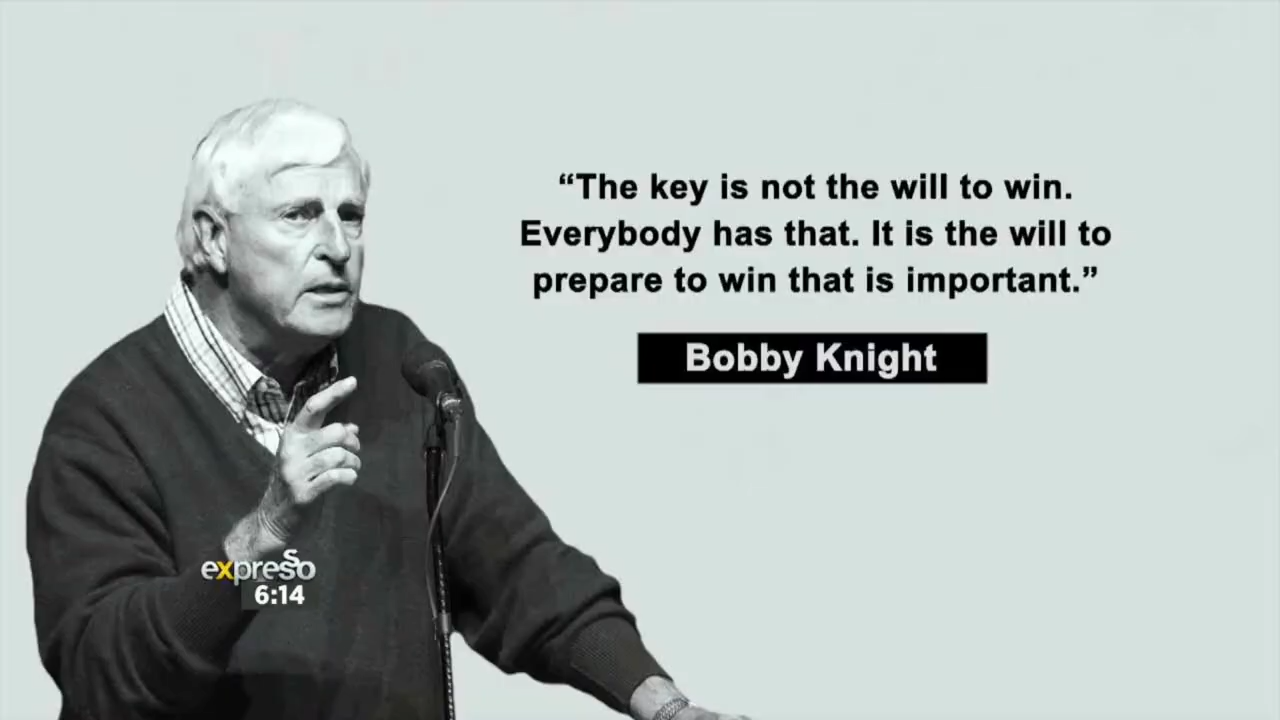 “The key is not the will to win.
Everybody has that. It is the will to
prepare to win that is important.”
Bobby Knight
expresso
6:14